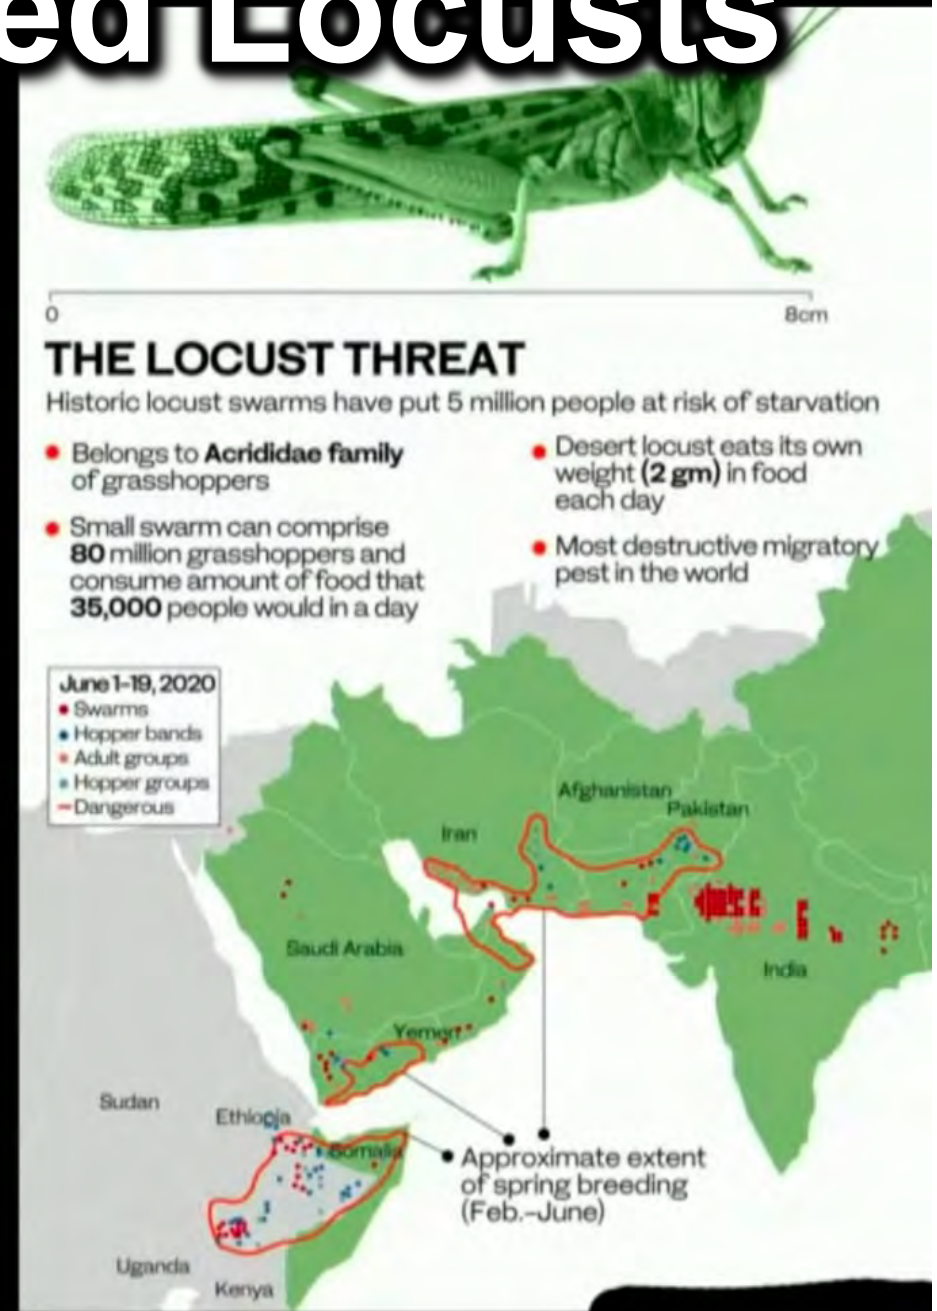 ed Locusts
0
8cm
THE LOCUST THREAT
Historic locust swarms have put 5 million people at risk of starvation
Belongs to Acrididae family
of grasshoppers
Small swarm can comprise
80 million grasshoppers and
consume amount of food that
35,000 people would in a day
Desert locust eats its own
weight (2 gm) in food
each day
Most destructive migratory
pest in the world
June 1-19, 2020
Swarms
Hopper bands
Adult groups
Hopper groups
Dangerous
Afghanistan
Pakistan
Iran
Saudi Arabia
India
Yemen
Sudan
Ethiopia
Somalia
Approximate extent
of spring breeding
(Feb.-June)
Uganda
Kenya